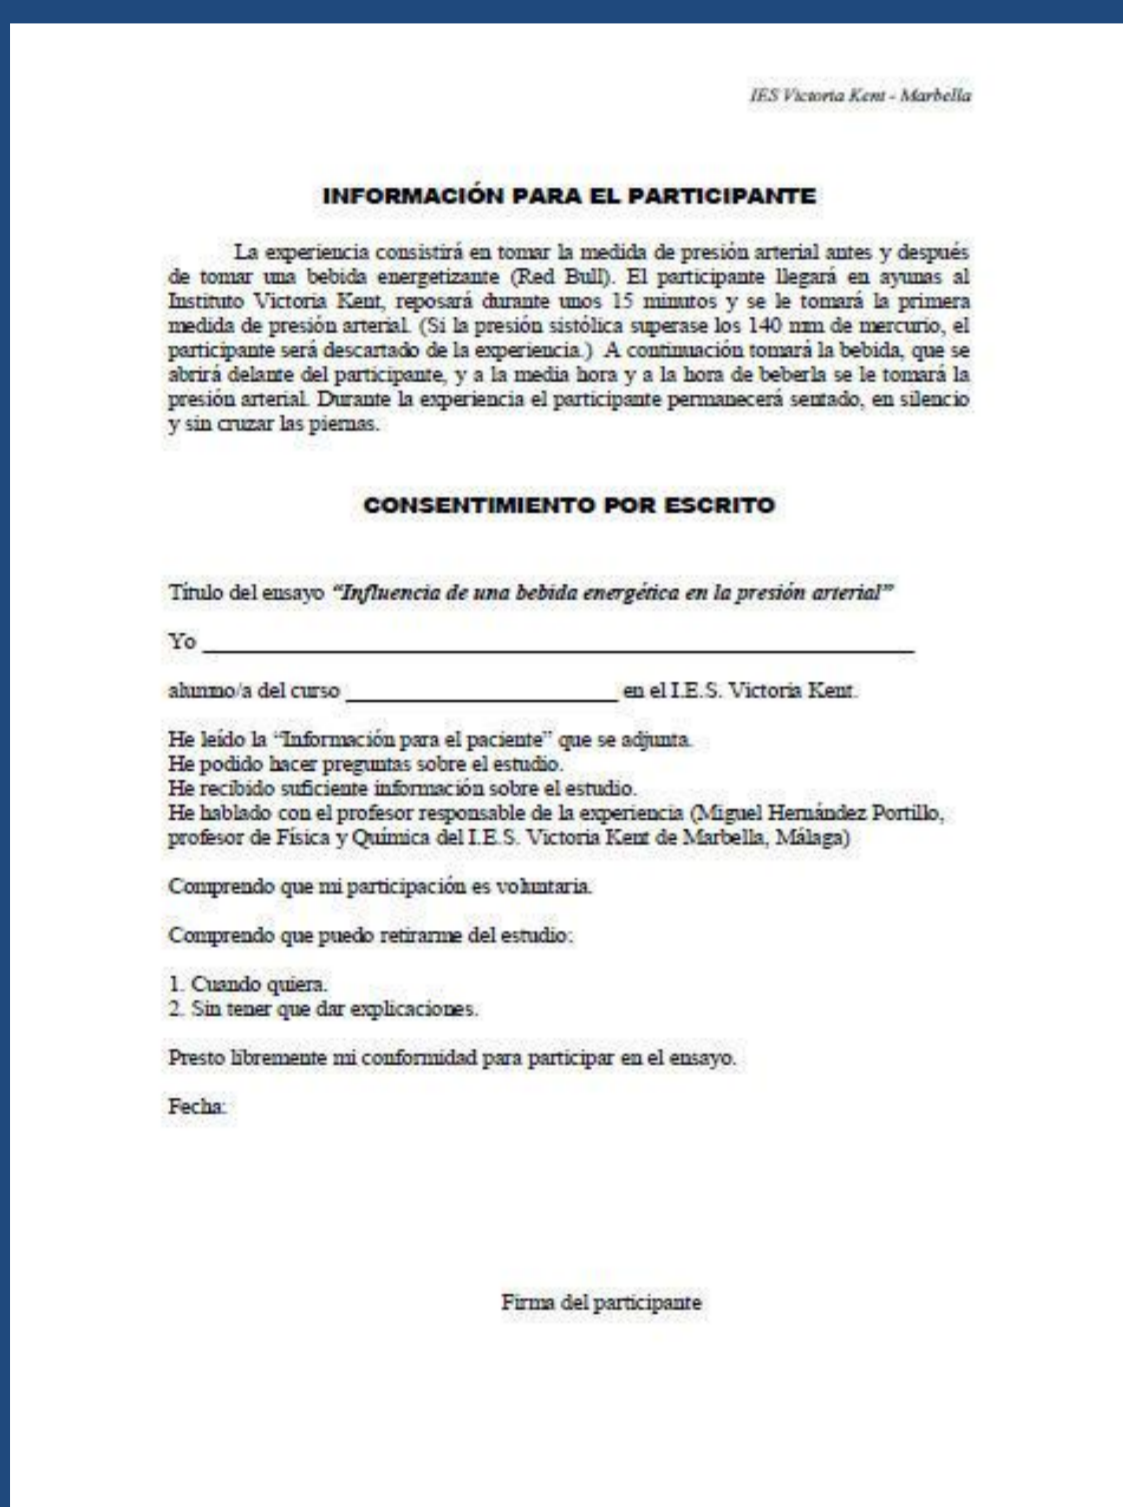 IES Victoria Kent - Marbella
INFORMACIÓN PARA EL PARTICIPANTE
La experiencia consistirá en tomar la medida de presión arterial antes y después
de tomar una bebida energetizante (Red Bull). El participante llegará en ayunas al
Instituto Victoria Kent, reposará durante unos 15 minutos y se le tomará la primera
medida de presión arterial. (Si la presión sistólica superase los 140 mm de mercurio, el
participante será descartado de la experiencia.) A continuación tomará la bebida, que se
abrirá delante del participante, y a la media hora y a la hora de beberla se le tomará la
presión arterial. Durante la experiencia el participante permanecerá sentado, en silencio
y sin cruzar las piernas.
CONSENTIMIENTO POR ESCRITO
Título del ensayo “Influencia de una bebida energética en la presión arterial”
Yo ____________________
alumno/a del curso ____________________ en el I.E.S. Victoria Kent.
He leído la “Información para el paciente” que se adjunta.
He podido hacer preguntas sobre el estudio.
He recibido suficiente información sobre el estudio.
He hablado con el profesor responsable de la experiencia (Miguel Hernández Portillo,
profesor de Física y Química del I.E.S. Victoria Kent de Marbella, Málaga)
Comprendo que mi participación es voluntaria.
Comprendo que puedo retirarme del estudio:
1. Cuando quiera.
2. Sin tener que dar explicaciones.
Presto libremente mi conformidad para participar en el ensayo.
Fecha:
Firma del participante